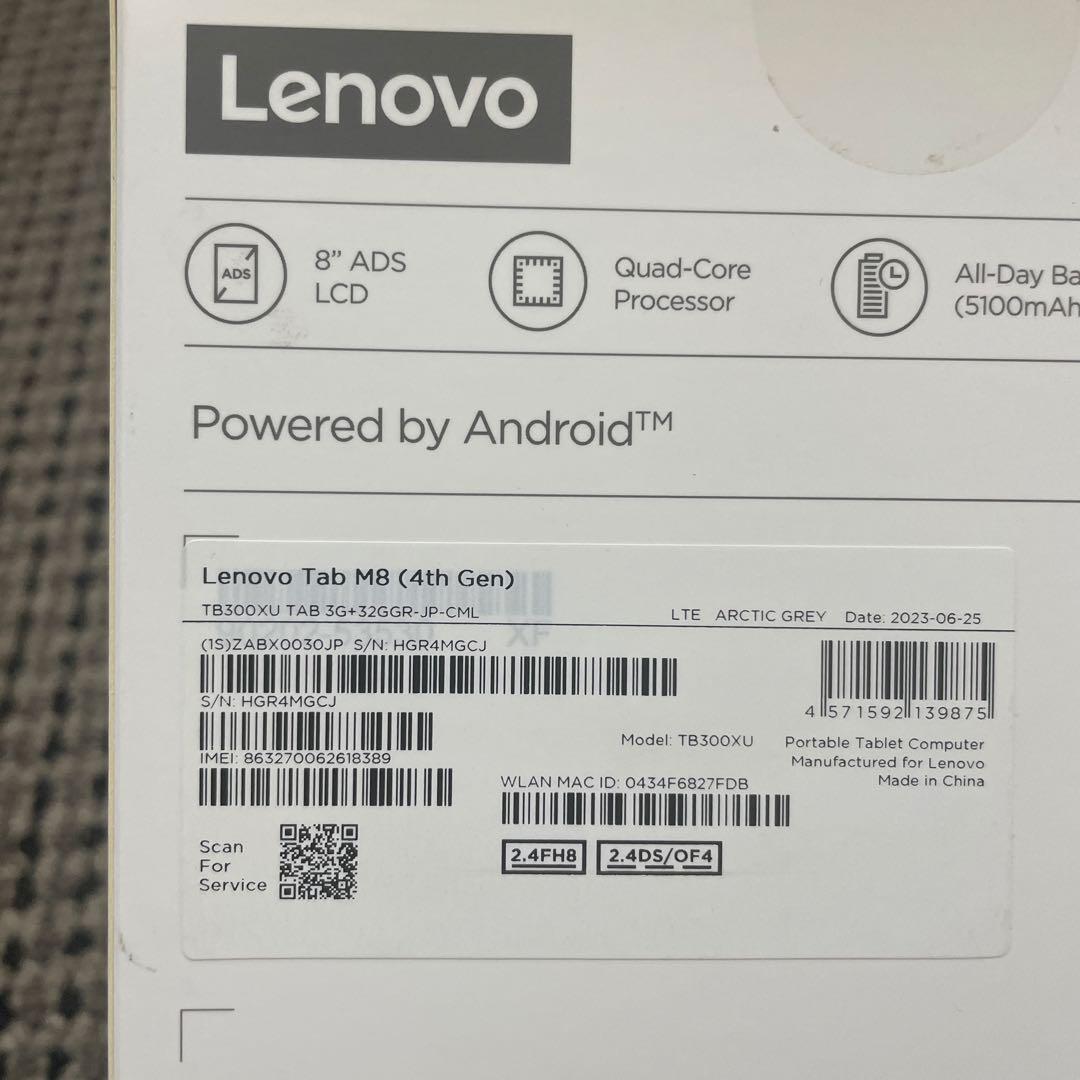 Lenovo
ADS
8” ADS
LCD
Quad-Core
Processor
All-Day Ba
(5100mAh
Powered by Android™
Lenovo Tab M8 (4th Gen)
TB300XU TAB 3G+32GGR-JP-CML LTE ARCTIC GREY Date: 2023-06-25
(1S)ZABX0030JP S/N: HGR4MGCJ
S/N: HGR4MGCJ
4 571592 139875
IMEI: 863270062618389
Model: TB300XU
Portable Tablet Computer
Manufactured for Lenovo
Made in China
WLAN MAC ID: 0434F6827FDB
2.4FH8 2.4DS/OF4
Scan
For
Service